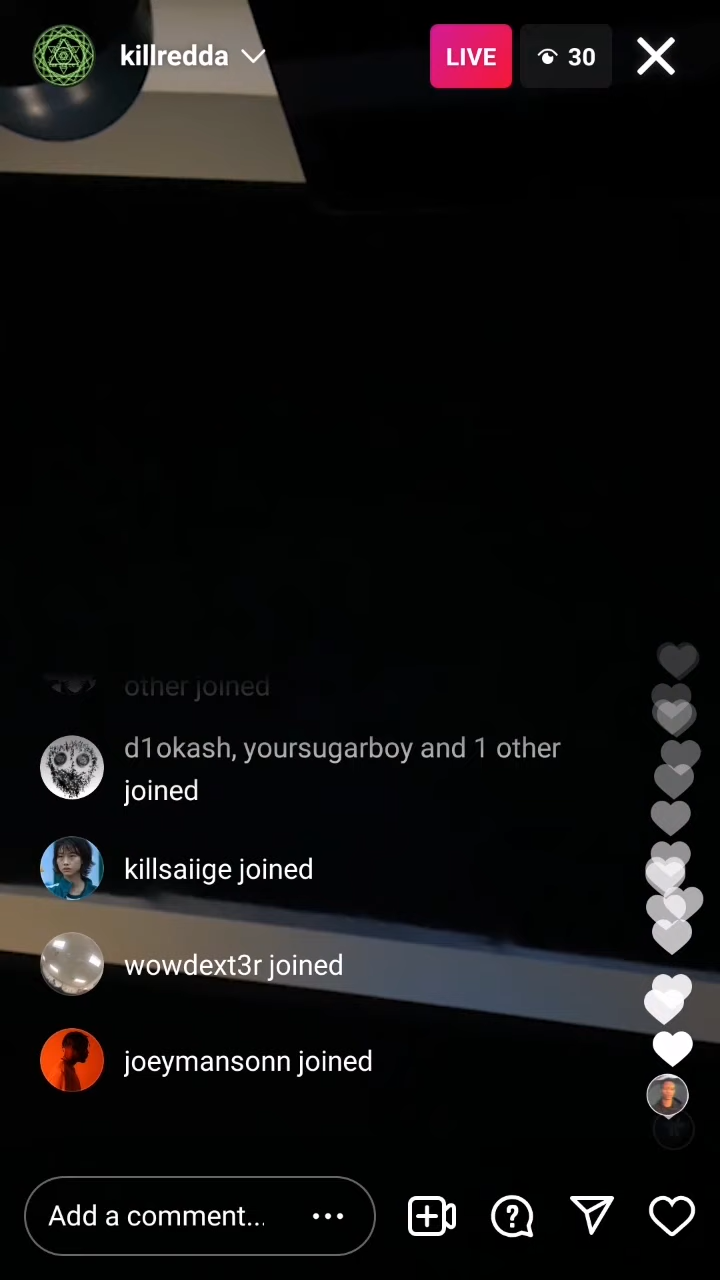 killredda
LIVE
30
other joined
d1okash, yoursugarboy and 1 other
joined
killsaiige joined
wowdext3r joined
joeymansonn joined
Add a comment...